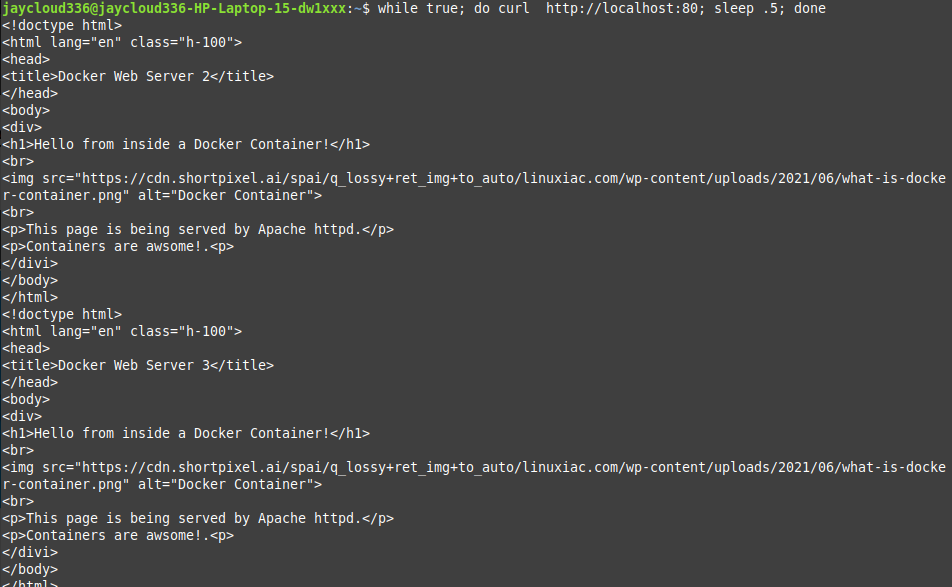 jaycloud336@jaycloud336-HP-Laptop-15-dw1xxx:~$ while true; do curl  http://localhost:80; sleep .5; done
<!doctype html>
<html lang="en" class="h-100">
<head>
<title>Docker Web Server 2</title>
</head>
<body>
<div>
<h1>Hello from inside a Docker Container!</h1>
<br>
<img src="https://cdn.shortpixel.ai/spai/q_lossy+ret_img+to_auto/linuxiac.com/wp-content/uploads/2021/06/what-is-docke
r-container.png" alt="Docker Container">
<br>
<p>This page is being served by Apache httpd.</p>
<p>Containers are awsome!.<p>
</divi>
</body>
</html>
<!doctype html>
<html lang="en" class="h-100">
<head>
<title>Docker Web Server 3</title>
</head>
<body>
<div>
<h1>Hello from inside a Docker Container!</h1>
<br>
<img src="https://cdn.shortpixel.ai/spai/q_lossy+ret_img+to_auto/linuxiac.com/wp-content/uploads/2021/06/what-is-docke
r-container.png" alt="Docker Container">
<br>
<p>This page is being served by Apache httpd.</p>
<p>Containers are awsome!.<p>
</divi>
</body>
</html>